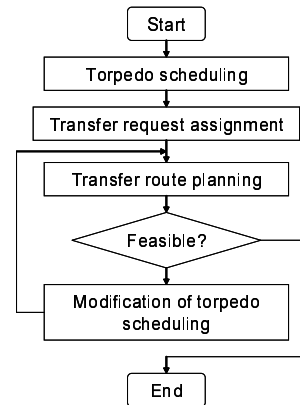 Start
Torpedo scheduling
Transfer request assignment
Transfer route planning
Feasible?
Modification of torpedo
scheduling
End